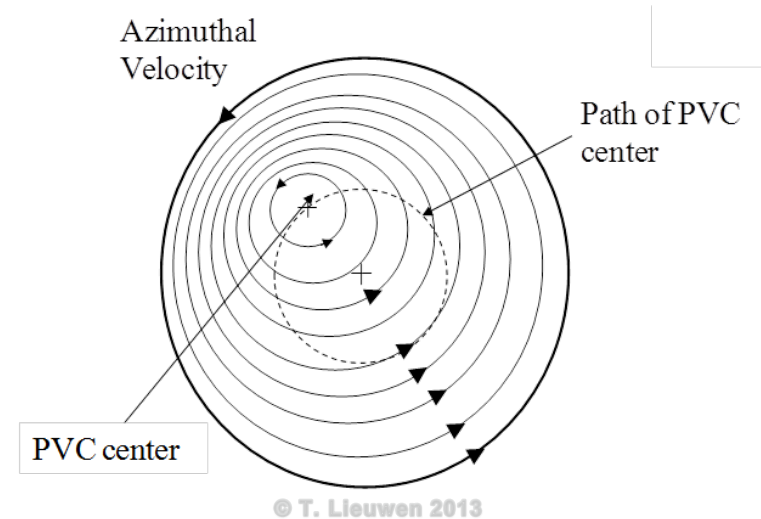 Azimuthal
Velocity
Path of PVC
center
PVC center
© T. Lieuwen 2013